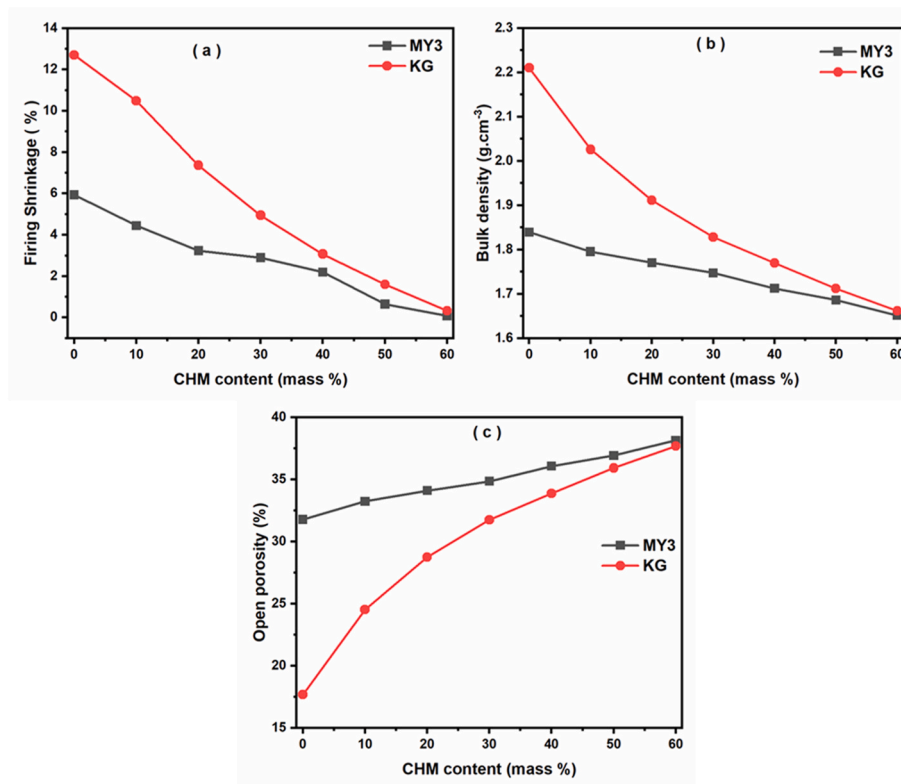 ( a )
MY3
KG
14
12
10
8
6
4
2
0
Firing Shrinkage ( % )
0 10 20 30 40 50 60
CHM content (mass %)
( b )
MY3
KG
2.3
2.2
2.1
2.0
1.9
1.8
1.7
1.6
Bulk density (g.cm⁻³)
0 10 20 30 40 50 60
CHM content (mass %)
( c )
MY3
KG
40
35
30
25
20
15
Open porosity (%)
0 10 20 30 40 50 60
CHM content (mass %)